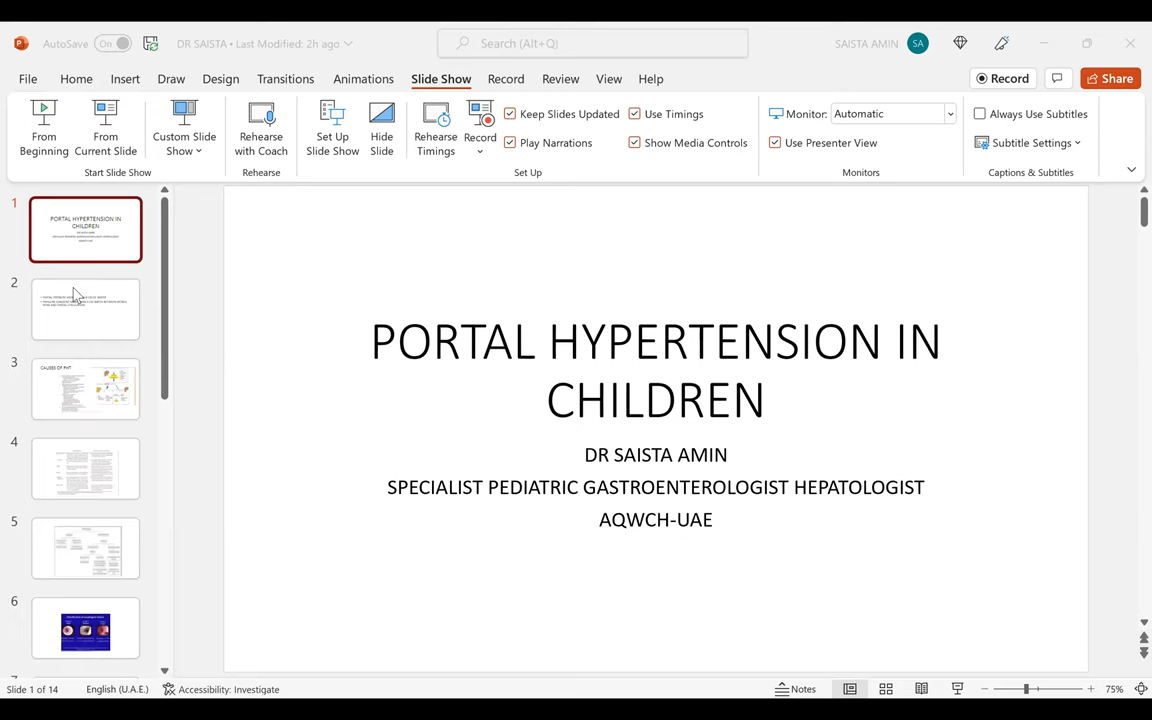 AutoSave On DR SAISTA • Last Modified: 2h ago Search (Alt+Q) SAISTA AMIN SA
File Home Insert Draw Design Transitions Animations Slide Show Record Review View Help Record Share
From Beginning
From Current Slide
Custom Slide Show
Start Slide Show
Rehearse with Coach
Rehearse
Set Up Slide Show
Hide Slide
Rehearse Timings
Record
Keep Slides Updated
Play Narrations
Use Timings
Show Media Controls
Set Up
Monitor: Automatic
Use Presenter View
Monitors
Always Use Subtitles
Subtitle Settings
Captions & Subtitles
1
PORTAL HYPERTENSION IN
CHILDREN
2
3
CAUSES OF PHT
4
5
6
PORTAL HYPERTENSION IN
CHILDREN
DR SAISTA AMIN
SPECIALIST PEDIATRIC GASTROENTEROLOGIST HEPATOLOGIST
AQWCH-UAE
Slide 1 of 14 English (U.A.E.) Accessibility: Investigate Notes 75%